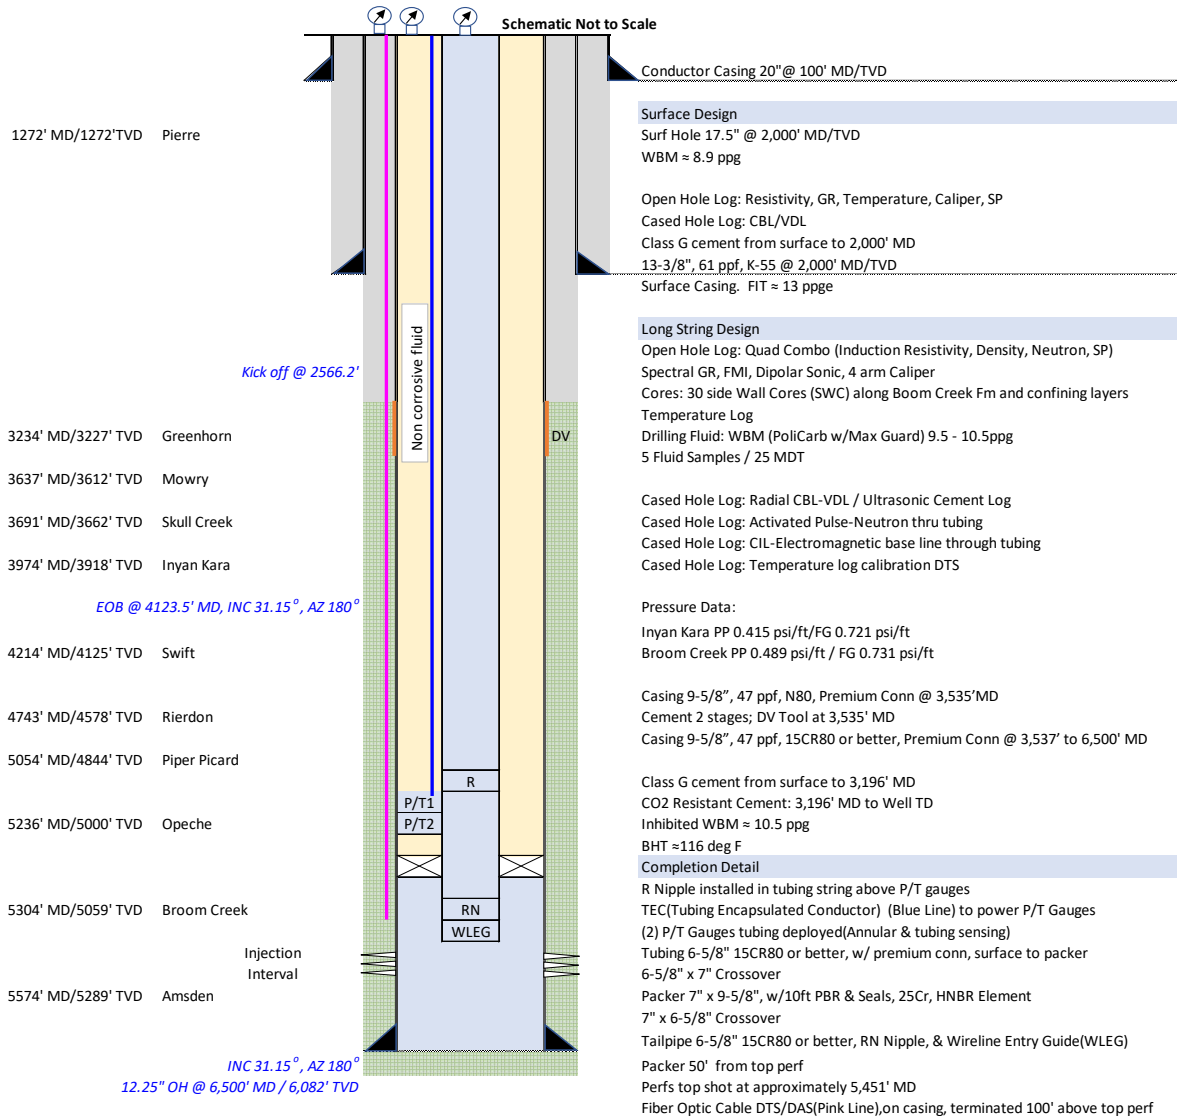 Schematic Not to Scale
Conductor Casing 20"@ 100' MD/TVD
Surface Design
1272' MD/1272'TVD Pierre
Surf Hole 17.5" @ 2,000' MD/TVD
WBM ≈ 8.9 ppg
Open Hole Log: Resistivity, GR, Temperature, Caliper, SP
Cased Hole Log: CBL/VDL
Class G cement from surface to 2,000' MD
13-3/8", 61 ppf, K-55 @ 2,000' MD/TVD
Surface Casing. FIT ≈ 13 ppge
Non corrosive fluid
Long String Design
Open Hole Log: Quad Combo (Induction Resistivity, Density, Neutron, SP)
Kick off @ 2566.2'
Spectral GR, FMI, Dipolar Sonic, 4 arm Caliper
Cores: 30 side Wall Cores (SWC) along Boom Creek Fm and confining layers
Temperature Log
3234' MD/3227' TVD Greenhorn
DV
Drilling Fluid: WBM (PoliCarb w/Max Guard) 9.5 - 10.5ppg
5 Fluid Samples / 25 MDT
3637' MD/3612' TVD Mowry
Cased Hole Log: Radial CBL-VDL / Ultrasonic Cement Log
3691' MD/3662' TVD Skull Creek
Cased Hole Log: Activated Pulse-Neutron thru tubing
Cased Hole Log: CIL-Electromagnetic base line through tubing
3974' MD/3918' TVD Inyan Kara
Cased Hole Log: Temperature log calibration DTS
EOB @ 4123.5' MD, INC 31.15°, AZ 180°
Pressure Data:
Inyan Kara PP 0.415 psi/ft/FG 0.721 psi/ft
4214' MD/4125' TVD Swift
Broom Creek PP 0.489 psi/ft / FG 0.731 psi/ft
Casing 9-5/8”, 47 ppf, N80, Premium Conn @ 3,535’MD
4743' MD/4578' TVD Rierdon
Cement 2 stages; DV Tool at 3,535' MD
Casing 9-5/8”, 47 ppf, 15CR80 or better, Premium Conn @ 3,537’ to 6,500' MD
5054' MD/4844' TVD Piper Picard
R
Class G cement from surface to 3,196' MD
P/T1
CO2 Resistant Cement: 3,196' MD to Well TD
5236' MD/5000' TVD Opeche
P/T2
Inhibited WBM ≈ 10.5 ppg
BHT ≈116 deg F
Completion Detail
R Nipple installed in tubing string above P/T gauges
5304' MD/5059' TVD Broom Creek
RN
TEC(Tubing Encapsulated Conductor) (Blue Line) to power P/T Gauges
WLEG
(2) P/T Gauges tubing deployed(Annular & tubing sensing)
Injection
Interval
Tubing 6-5/8" 15CR80 or better, w/ premium conn, surface to packer
6-5/8" x 7" Crossover
5574' MD/5289' TVD Amsden
Packer 7" x 9-5/8", w/10ft PBR & Seals, 25Cr, HNBR Element
7" x 6-5/8" Crossover
Tailpipe 6-5/8" 15CR80 or better, RN Nipple, & Wireline Entry Guide(WLEG)
INC 31.15°, AZ 180°
Packer 50' from top perf
12.25" OH @ 6,500' MD / 6,082' TVD
Perfs top shot at approximately 5,451' MD
Fiber Optic Cable DTS/DAS(Pink Line),on casing, terminated 100' above top perf